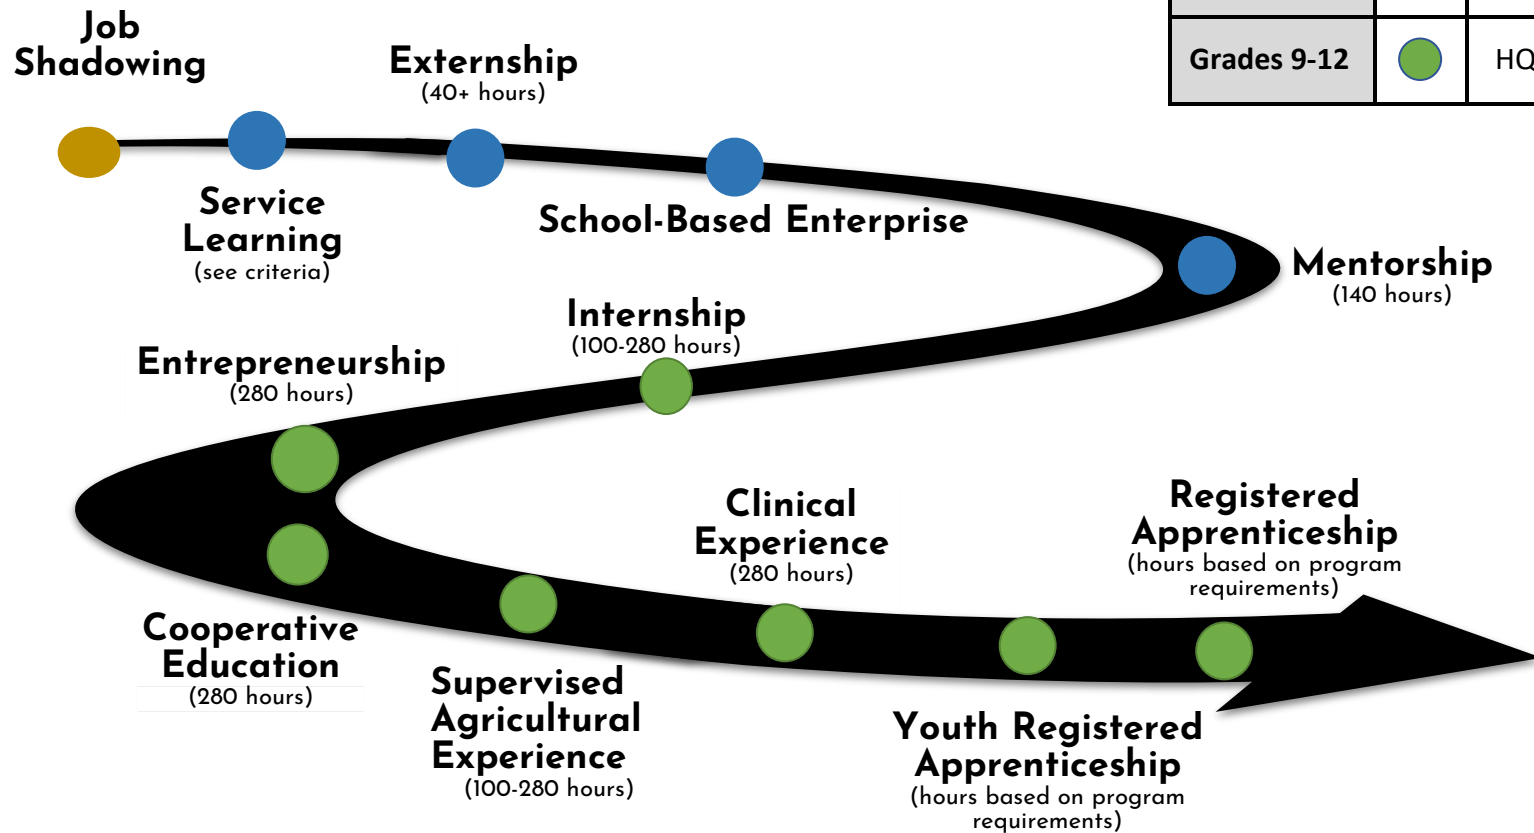 Job
Shadowing
Externship
(40+ hours)
Grades 9-12
HQ
Service
Learning
(see criteria)
School-Based Enterprise
Mentorship
(140 hours)
Internship
(100-280 hours)
Entrepreneurship
(280 hours)
Clinical
Experience
(280 hours)
Registered
Apprenticeship
(hours based on program
requirements)
Cooperative
Education
(280 hours)
Supervised
Agricultural
Experience
(100-280 hours)
Youth Registered
Apprenticeship
(hours based on program
requirements)